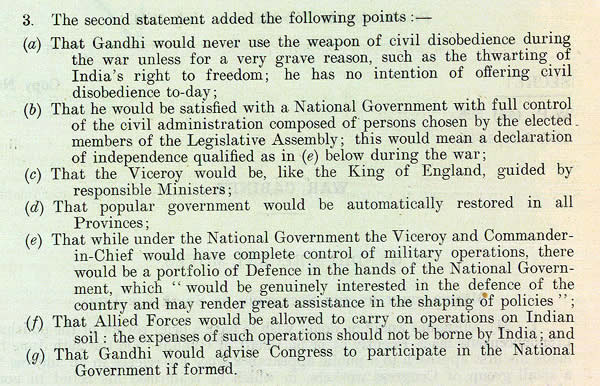 3. The second statement added the following points :—
(a) That Gandhi would never use the weapon of civil disobedience during
the war unless for a very grave reason, such as the thwarting of
India's right to freedom; he has no intention of offering civil
disobedience to-day;
(b) That he would be satisfied with a National Government with full control
of the civil administration composed of persons chosen by the elected
members of the Legislative Assembly; this would mean a declaration
of independence qualified as in (e) below during the war;
(c) That the Viceroy would be, like the King of England, guided by
responsible Ministers;
(d) That popular government would be automatically restored in all
Provinces;
(e) That while under the National Government the Viceroy and Commander-
in-Chief would have complete control of military operations, there
would be a portfolio of Defence in the hands of the National Govern-
ment, which " would be genuinely interested in the defence of the
country and may render great assistance in the shaping of policies ";
(f) That Allied Forces would be allowed to carry on operations on Indian
soil : the expenses of such operations should not be borne by India; and
(g) That Gandhi would advise Congress to participate in the National
Government if formed.